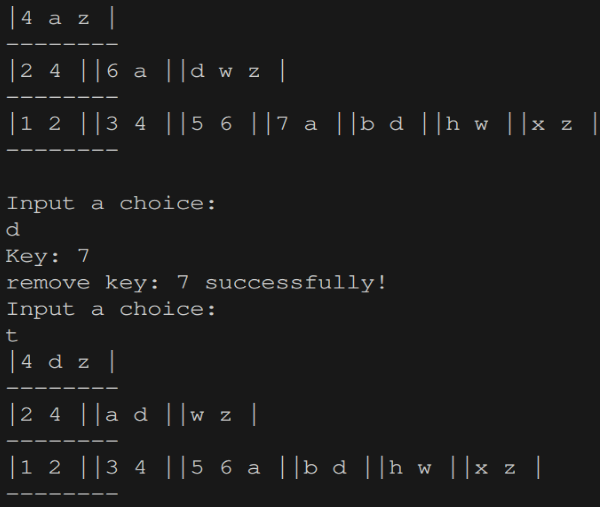 |4 a z |
--------
|2 4 ||6 a ||d w z |
--------
|1 2 ||3 4 ||5 6 ||7 a ||b d ||h w ||x z |
--------
Input a choice:
d
Key: 7
remove key: 7 successfully!
Input a choice:
t
|4 d z |
--------
|2 4 ||a d ||w z |
--------
|1 2 ||3 4 ||5 6 a ||b d ||h w ||x z |
--------